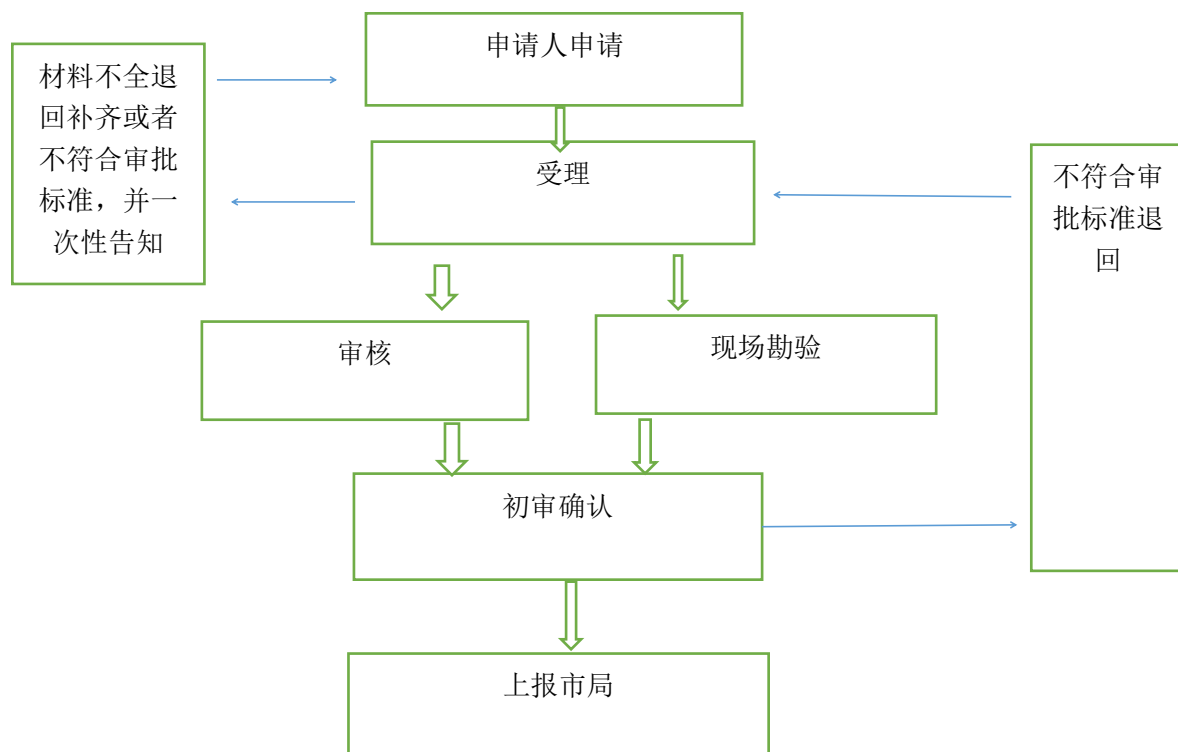 申请人申请
材料不全退
回补齐或者
不符合审批
标准，并一
次性告知
受理
不符合审
批标准退
回
审核
现场勘验
初审确认
上报市局